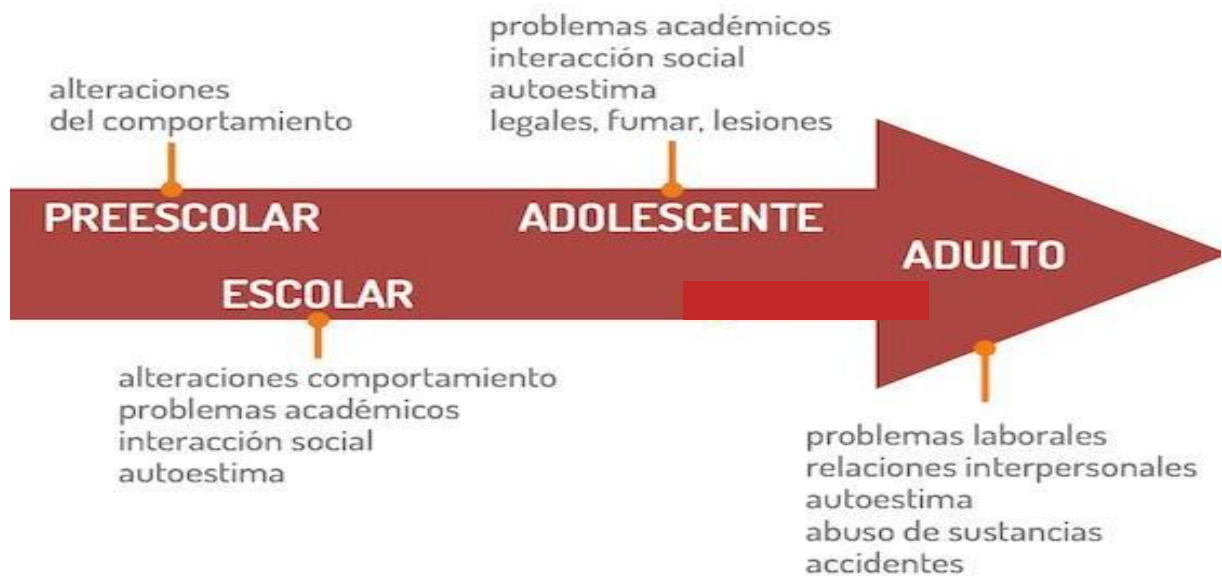 alteraciones
del comportamiento
PREESCOLAR
ESCOLAR
alteraciones comportamiento
problemas académicos
interacción social
autoestima
problemas académicos
interacción social
autoestima
legales, fumar, lesiones
ADOLESCENTE
ADULTO
problemas laborales
relaciones interpersonales
autoestima
abuso de sustancias
accidentes